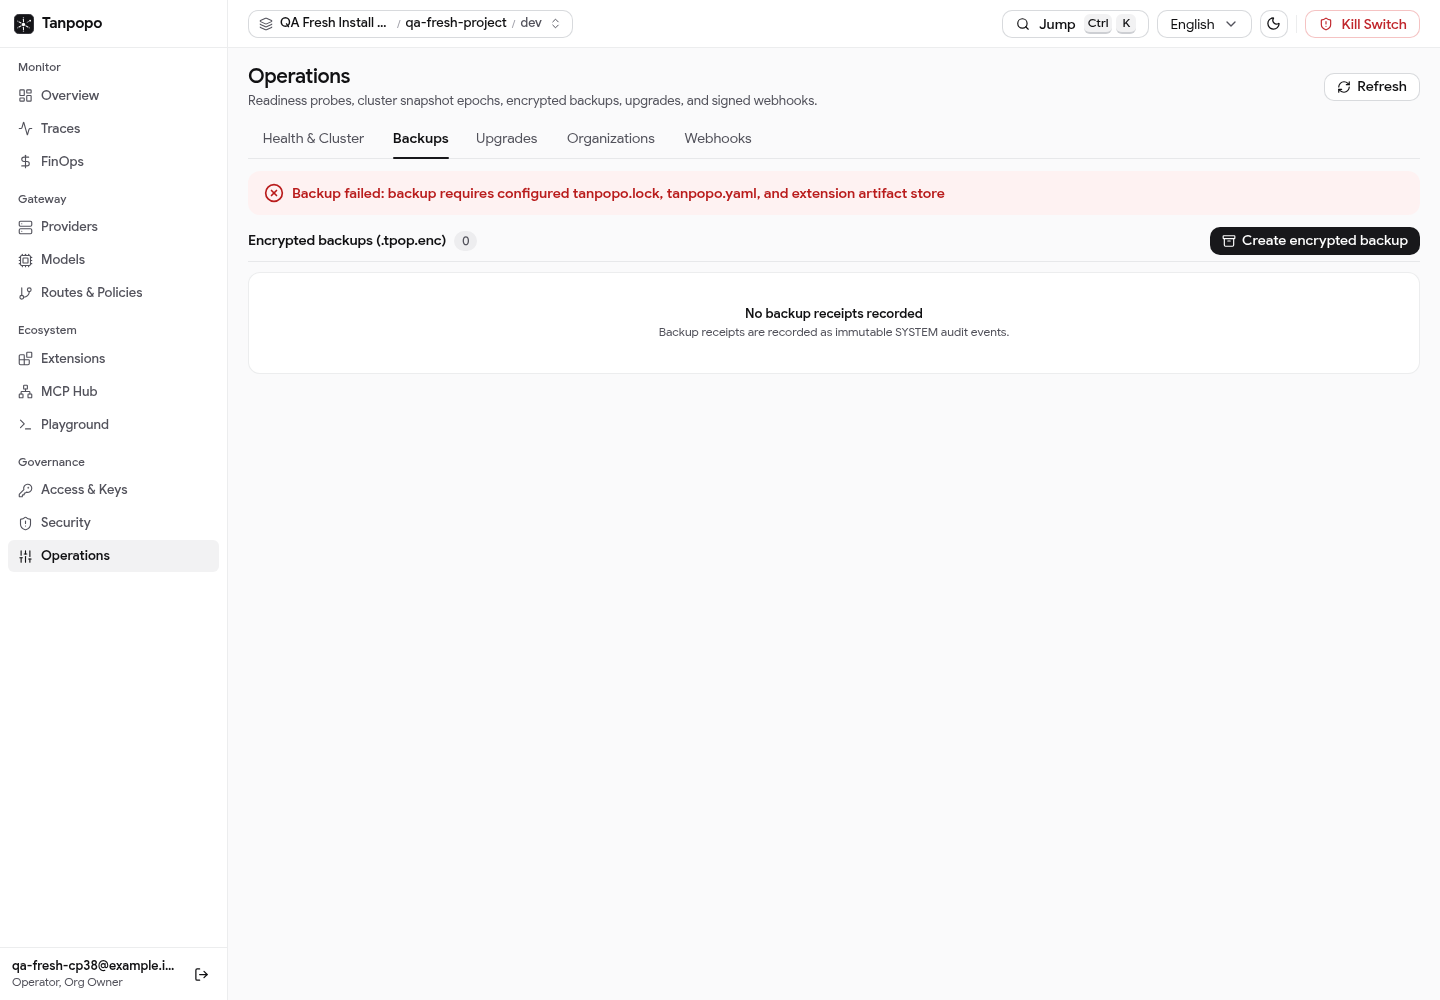 Tanpopo
QA Fresh Install ... / qa-fresh-project / dev
Jump Ctrl K
English
Kill Switch
Monitor
Overview
Traces
FinOps
Gateway
Providers
Models
Routes & Policies
Ecosystem
Extensions
MCP Hub
Playground
Governance
Access & Keys
Security
Operations
qa-fresh-cp38@example.i...
Operator, Org Owner
Operations
Readiness probes, cluster snapshot epochs, encrypted backups, upgrades, and signed webhooks.
Refresh
Health & Cluster Backups Upgrades Organizations Webhooks
Backup failed: backup requires configured tanpopo.lock, tanpopo.yaml, and extension artifact store
Encrypted backups (.tpop.enc) 0
Create encrypted backup
No backup receipts recorded
Backup receipts are recorded as immutable SYSTEM audit events.